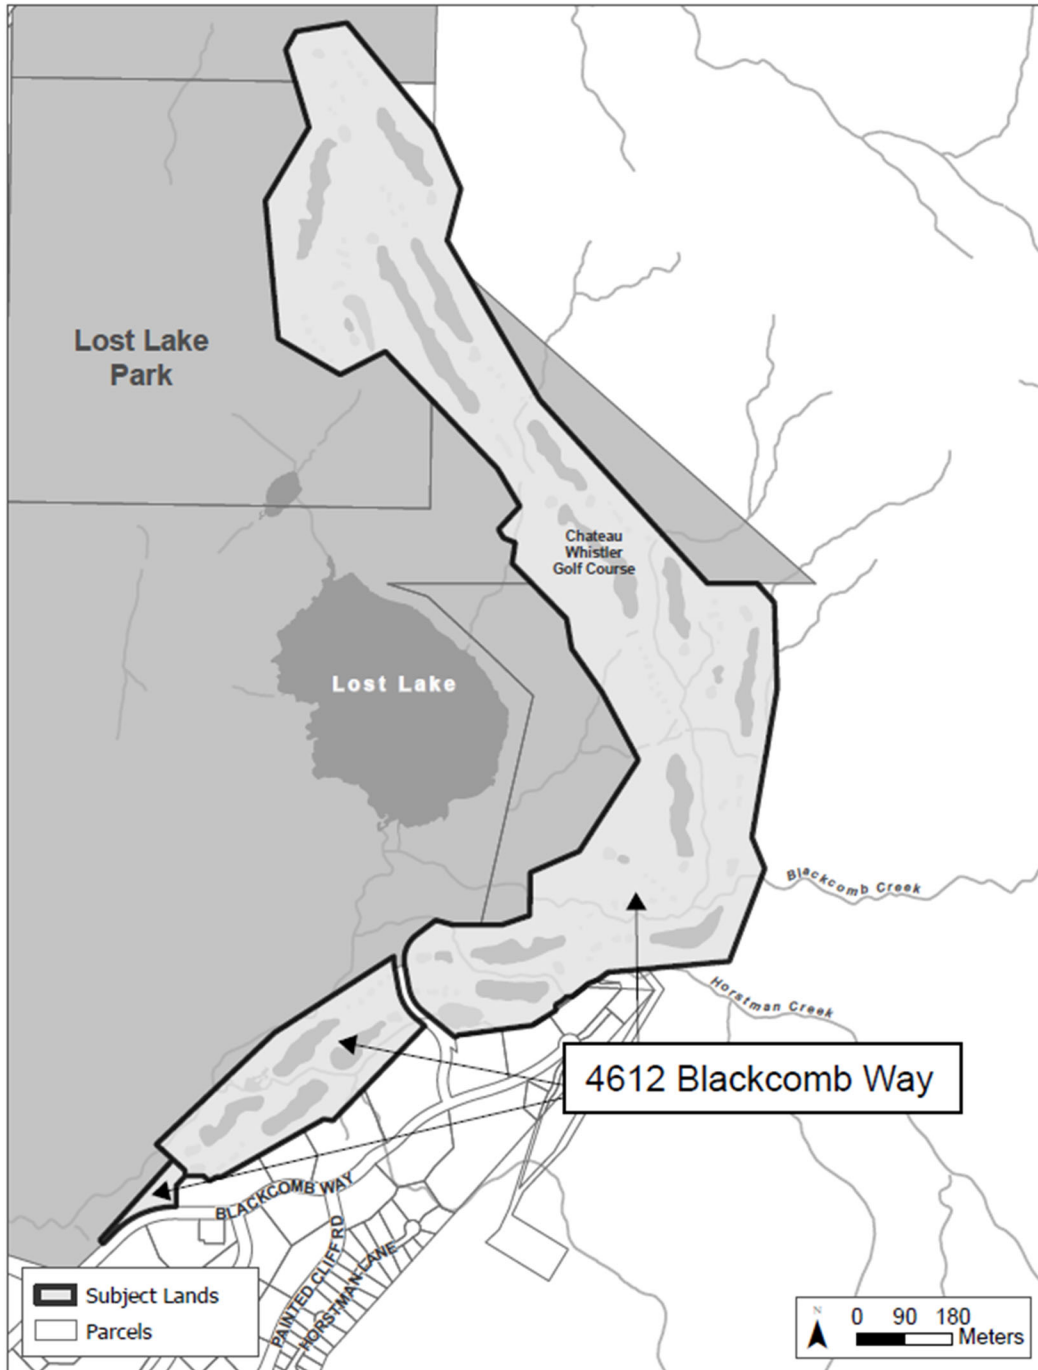 Lost Lake
Park
Chateau
Whistler
Golf Course
Lost Lake
Blackcomb Creek
Horstman Creek
4612 Blackcomb Way
BLACKCOMB WAY
PAINTED CLIFF RD
HORSTMAN LANE
Subject Lands
Parcels
N
0 90 180
Meters